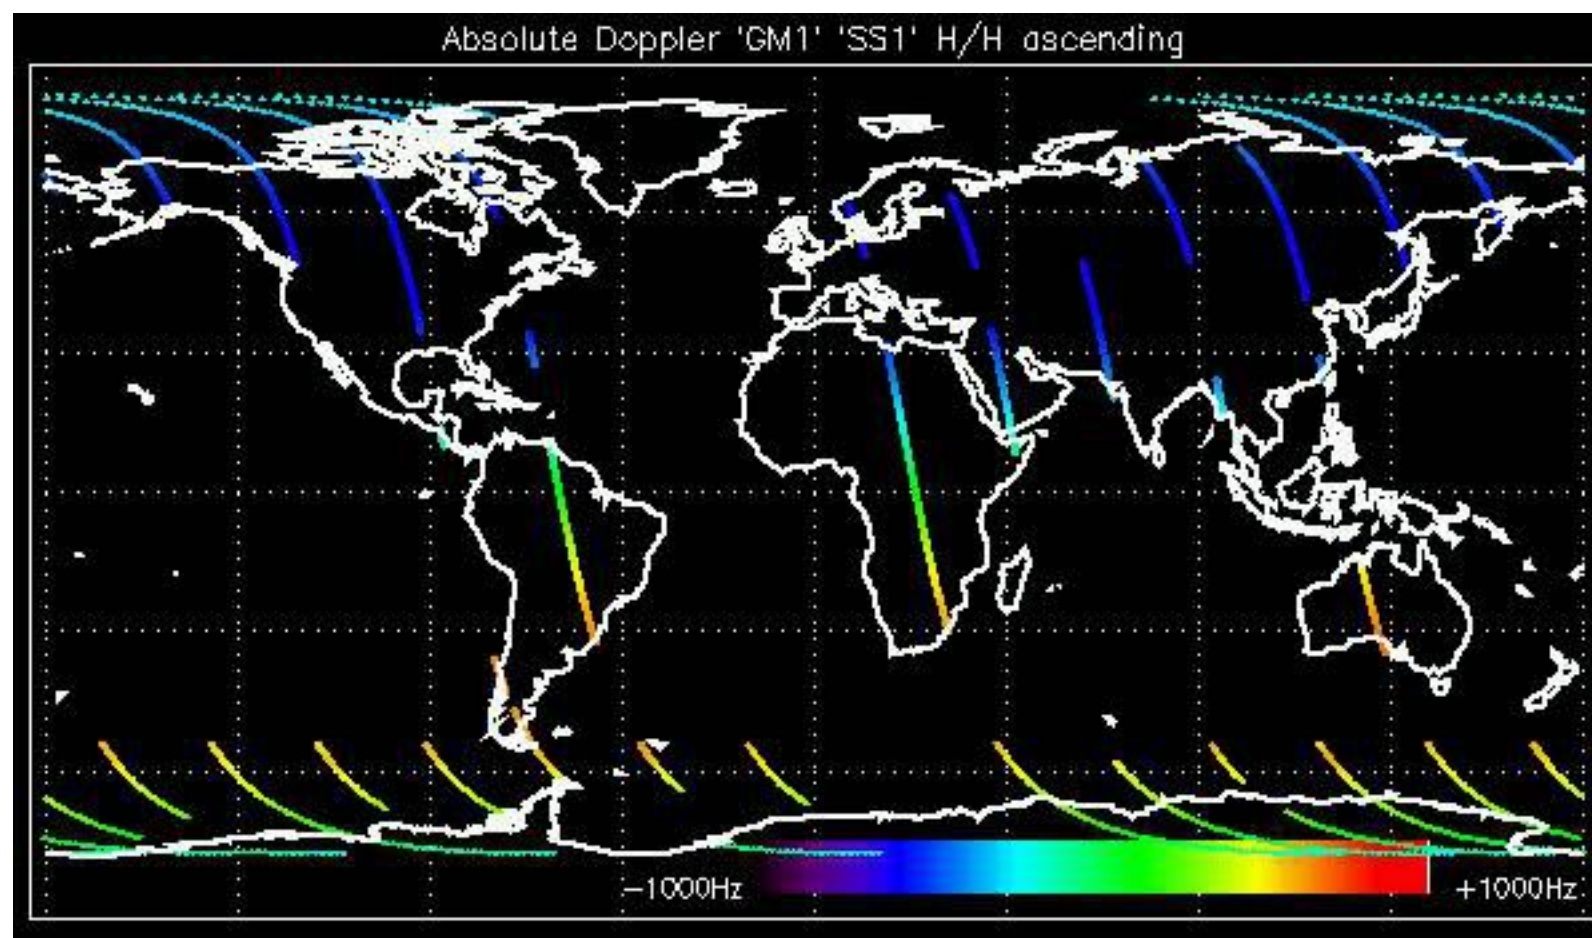 Absolute Doppler 'GM1' 'SS1' H/H ascending
-1000Hz
+1000Hz